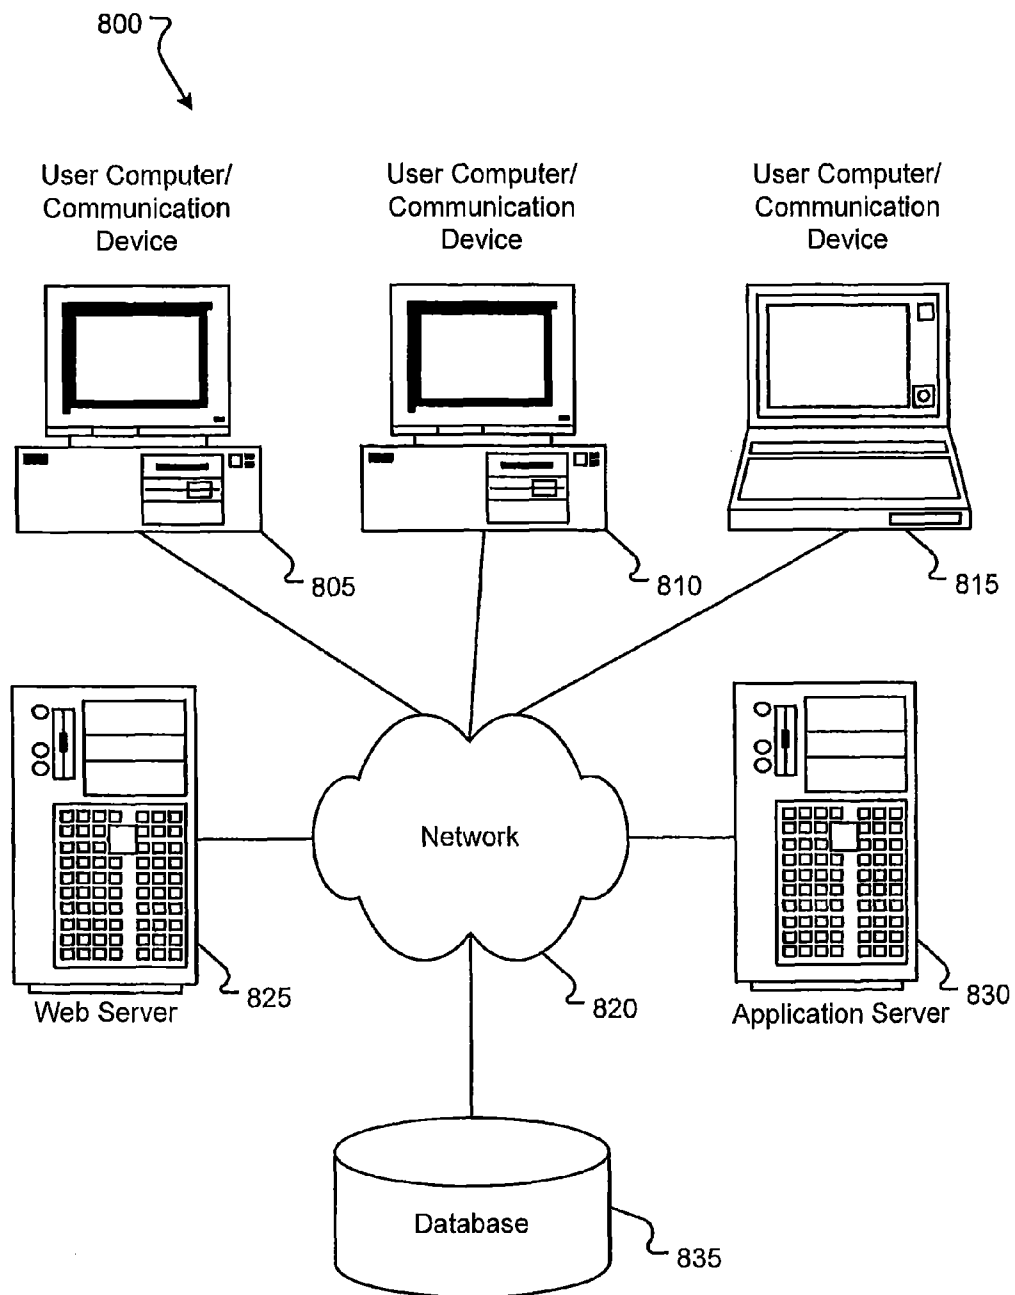 800
User Computer/
Communication
Device
User Computer/
Communication
Device
User Computer/
Communication
Device
805
810
815
Network
825
Web Server
820
830
Application Server
Database
835